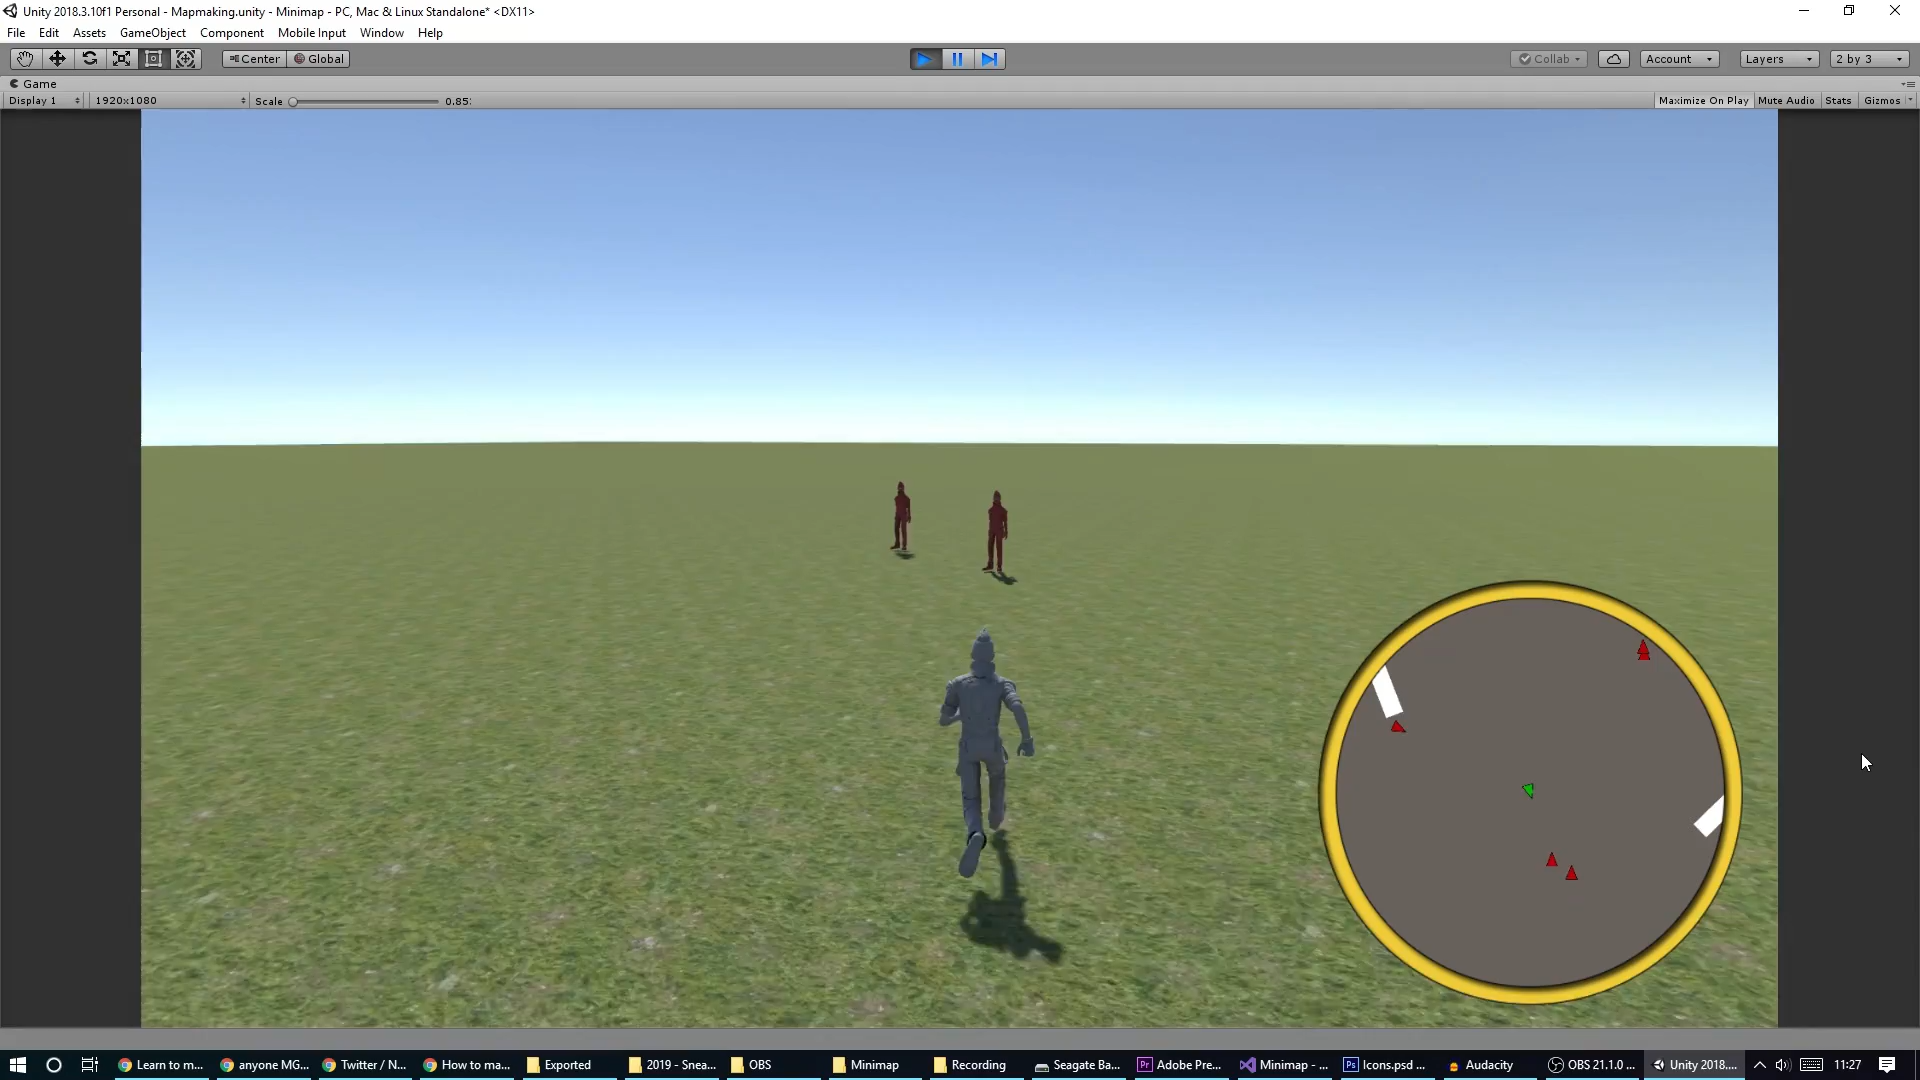 Unity 2018.3.10f1 Personal - Mapmaking.unity - Minimap - PC, Mac & Linux Standalone* <DX11>
File Edit Assets GameObject Component Mobile Input Window Help
Center Global Collab Account Layers 2 by 3
Game
Display 1 1920x1080 Scale 0.85: Maximize On Play Mute Audio Stats Gizmos
Learn to m... anyone MG... Twitter / N... How to ma... Exported 2019 - Snea... OBS Minimap Recording Seagate Ba... Adobe Pre... Minimap - ... Icons.psd ... Audacity OBS 21.1.0 ... Unity 2018.... 11:27